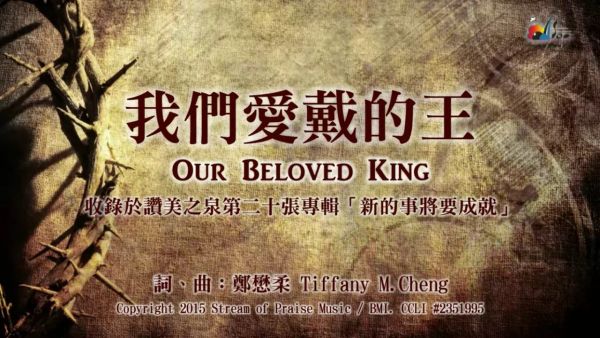 我們愛戴的王
OUR BELOVED KING
收錄於讚美之泉第二十張專輯「新的事將要成就」
詞、曲：鄭懋柔 Tiffany M.Cheng
Copyright 2015 Stream of Praise Music / BMI. CCLI #2351995